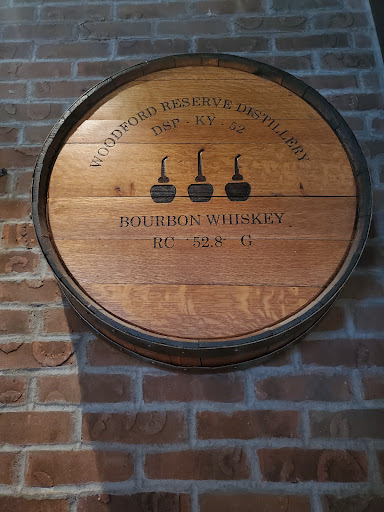 WOODFORD RESERVE DISTILLERY
DSP · KY · 52
BOURBON WHISKEY
RC 52.8 G